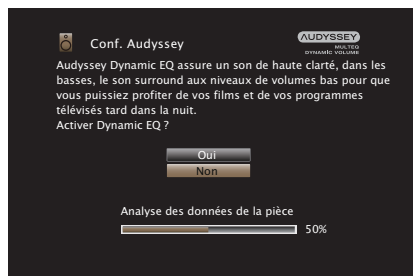 Conf. Audyssey
AUDYSSEY
MULTEQ
DYNAMIC VOLUME
Audyssey Dynamic EQ assure un son de haute clarté, dans les
basses, le son surround aux niveaux de volumes bas pour que
vous puissiez profiter de vos films et de vos programmes
télévisés tard dans la nuit.
Activer Dynamic EQ ?
Oui
Non
Analyse des données de la pièce
50%